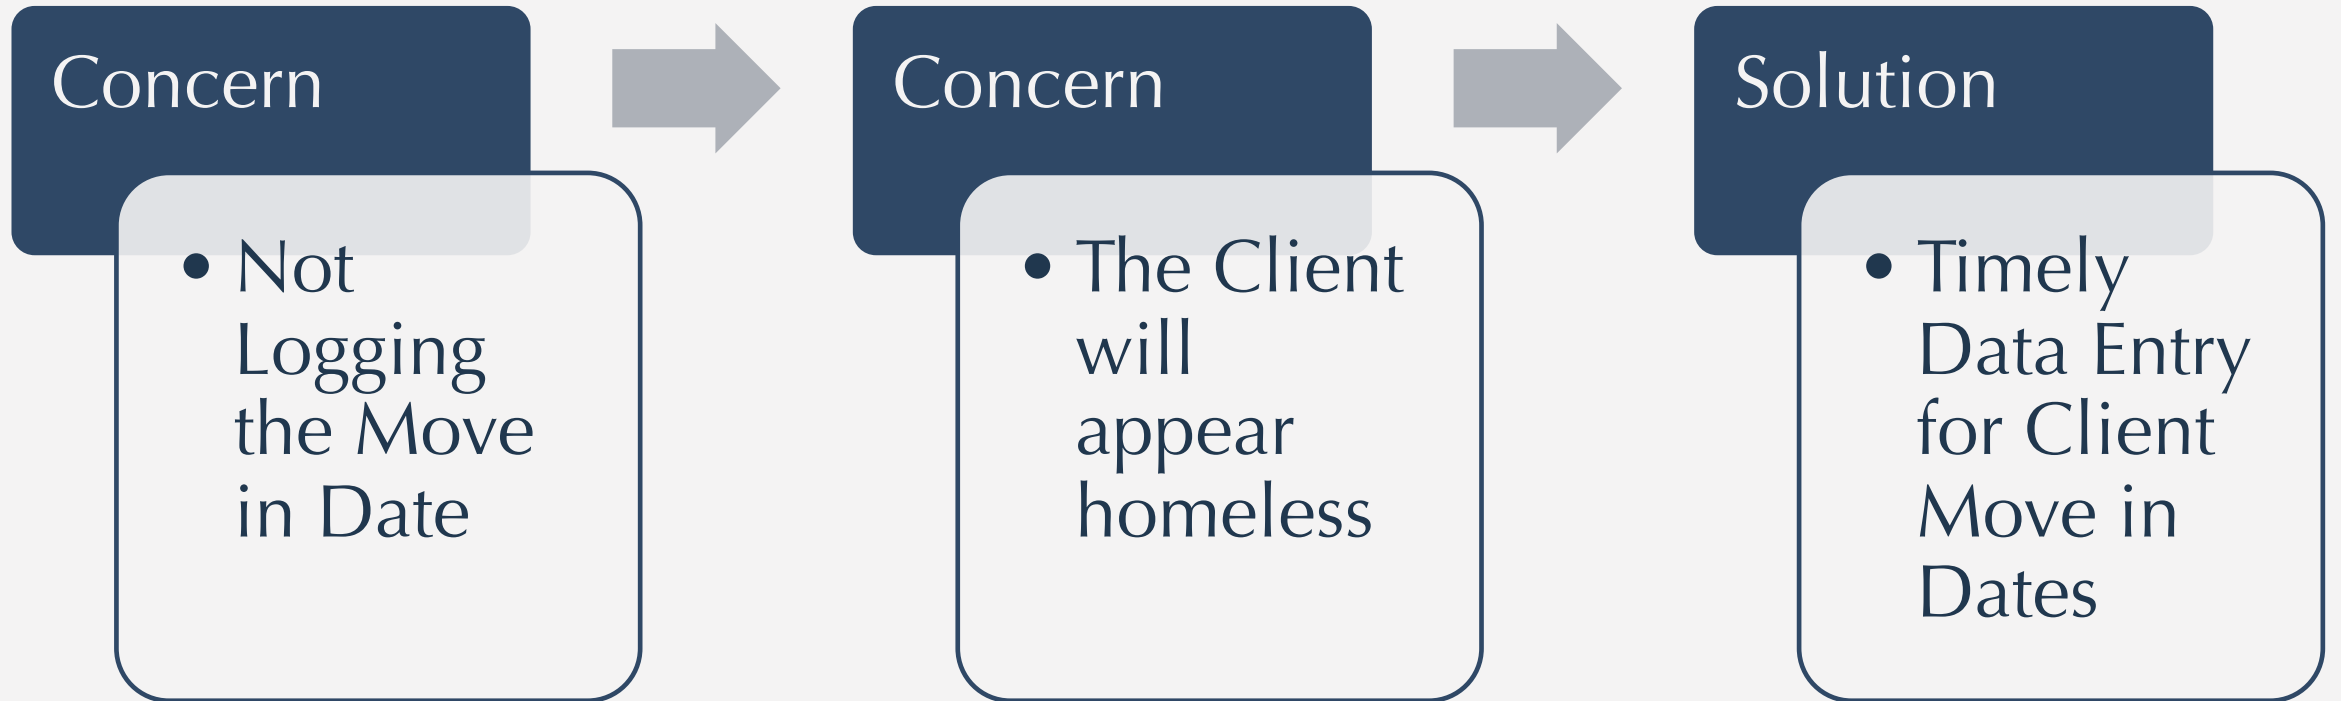 Concern
• Not
Logging
the Move
in Date
Concern
• The Client
will
appear
homeless
Solution
• Timely
Data Entry
for Client
Move in
Dates